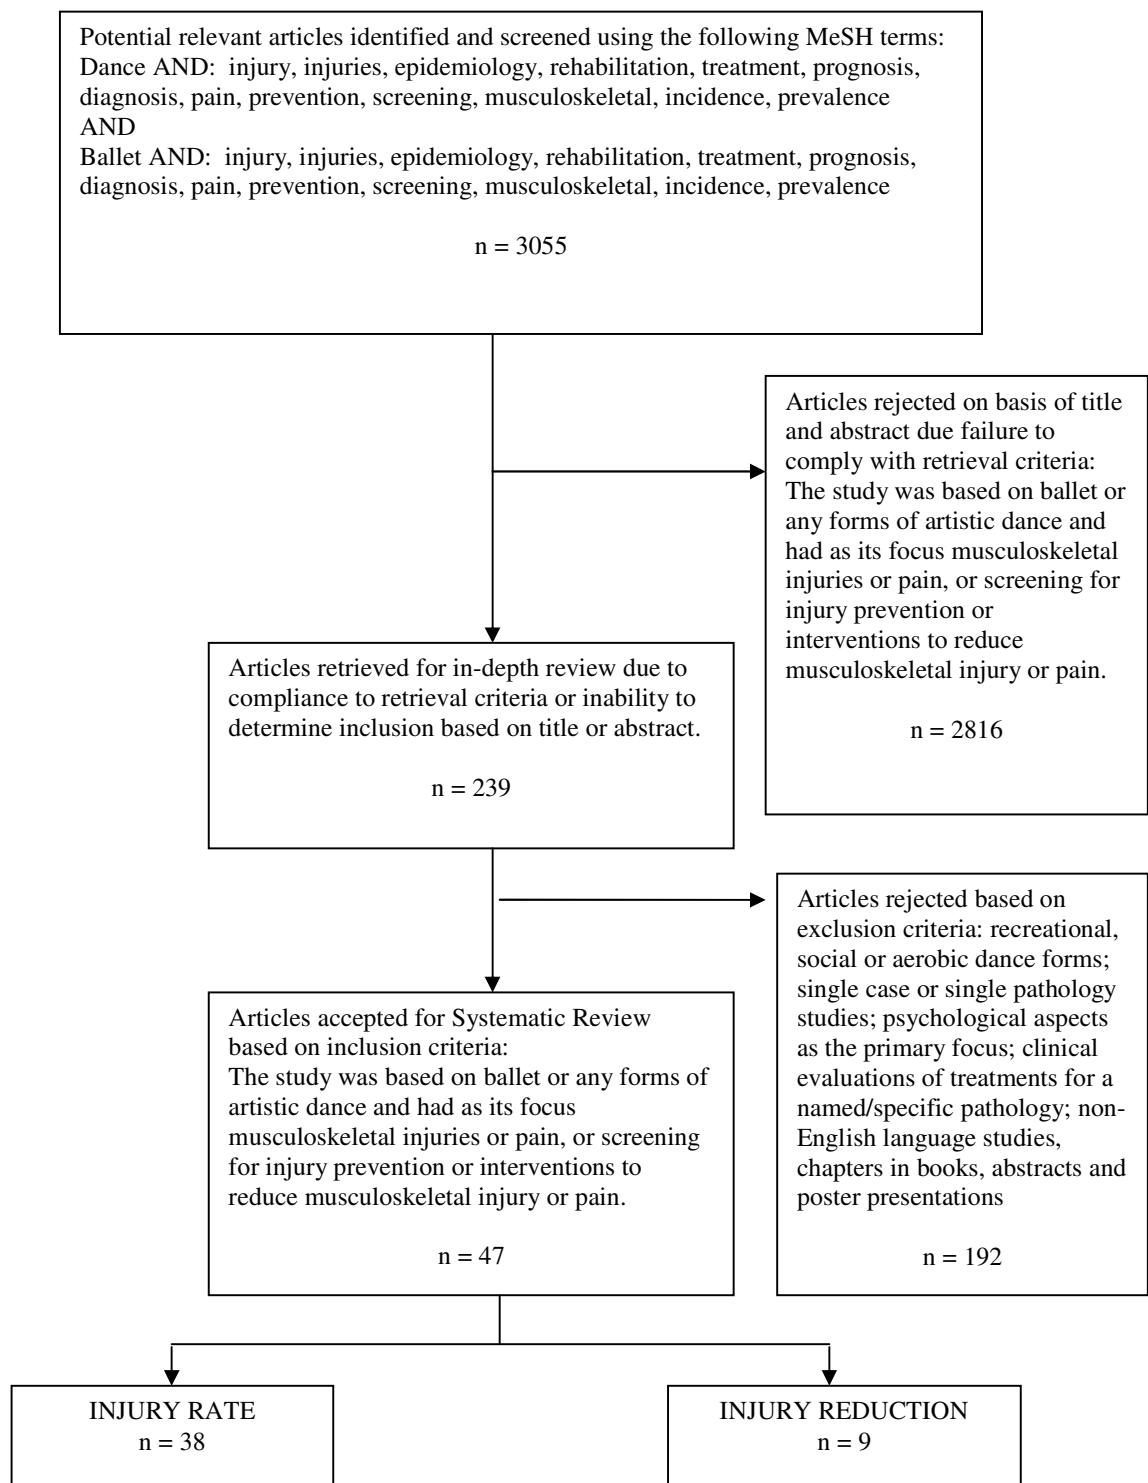 Potential relevant articles identified and screened using the following MeSH terms:
Dance AND:  injury, injuries, epidemiology, rehabilitation, treatment, prognosis,
diagnosis, pain, prevention, screening, musculoskeletal, incidence, prevalence
AND
Ballet AND:  injury, injuries, epidemiology, rehabilitation, treatment, prognosis,
diagnosis, pain, prevention, screening, musculoskeletal, incidence, prevalence
n = 3055
Articles rejected on basis of title
and abstract due failure to
comply with retrieval criteria:
The study was based on ballet or
any forms of artistic dance and
had as its focus musculoskeletal
injuries or pain, or screening for
injury prevention or
interventions to reduce
musculoskeletal injury or pain.
n = 2816
Articles retrieved for in-depth review due to
compliance to retrieval criteria or inability to
determine inclusion based on title or abstract.
n = 239
Articles rejected based on
exclusion criteria: recreational,
social or aerobic dance forms;
single case or single pathology
studies; psychological aspects
as the primary focus; clinical
evaluations of treatments for a
named/specific pathology; non-
English language studies,
chapters in books, abstracts and
poster presentations
n = 192
Articles accepted for Systematic Review
based on inclusion criteria:
The study was based on ballet or any forms of
artistic dance and had as its focus
musculoskeletal injuries or pain, or screening
for injury prevention or interventions to
reduce musculoskeletal injury or pain.
n = 47
INJURY RATE
n = 38
INJURY REDUCTION
n = 9